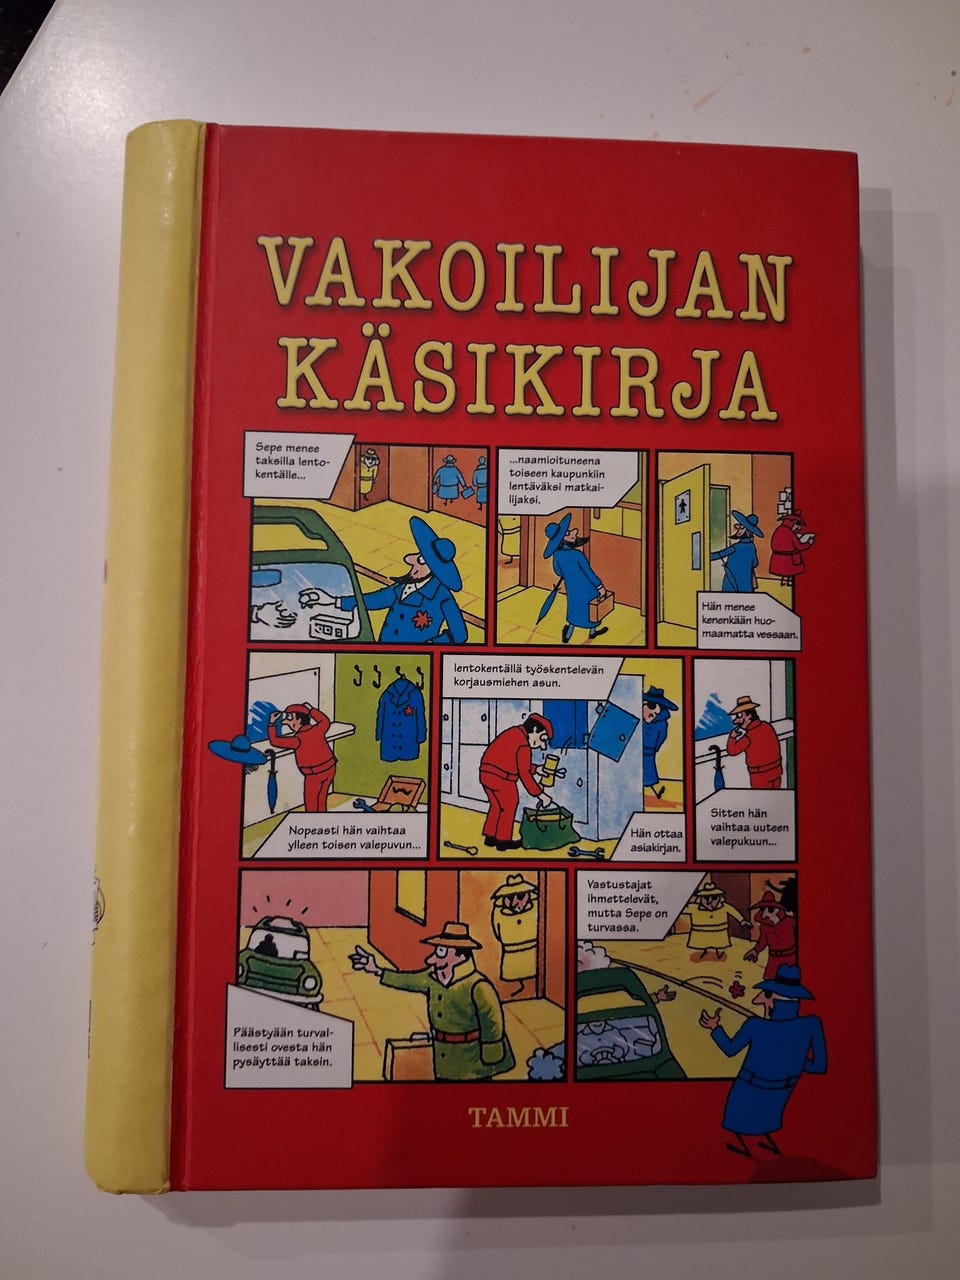 VAKOILIJAN
KÄSIKIRJA
Sepe menee
taksilla lento-
kentälle...
...naamioituneena
toiseen kaupunkiin
lentäväksi matkai-
lijaksi.
Hän menee
kenenkään huo-
maamatta vessaan.
Nopeasti hän vaihtaa
ylleen toisen valepuvun...
lentokentällä työskentelevän
korjausmiehen asun.
Hän ottaa
asiakirjan.
Sitten hän
vaihtaa uuteen
valepukuun...
Päästyään turval-
lisesti ovesta hän
pysäyttää taksin.
Vastustajat
ihmettelevät,
mutta Sepe on
turvassa.
TAMMI